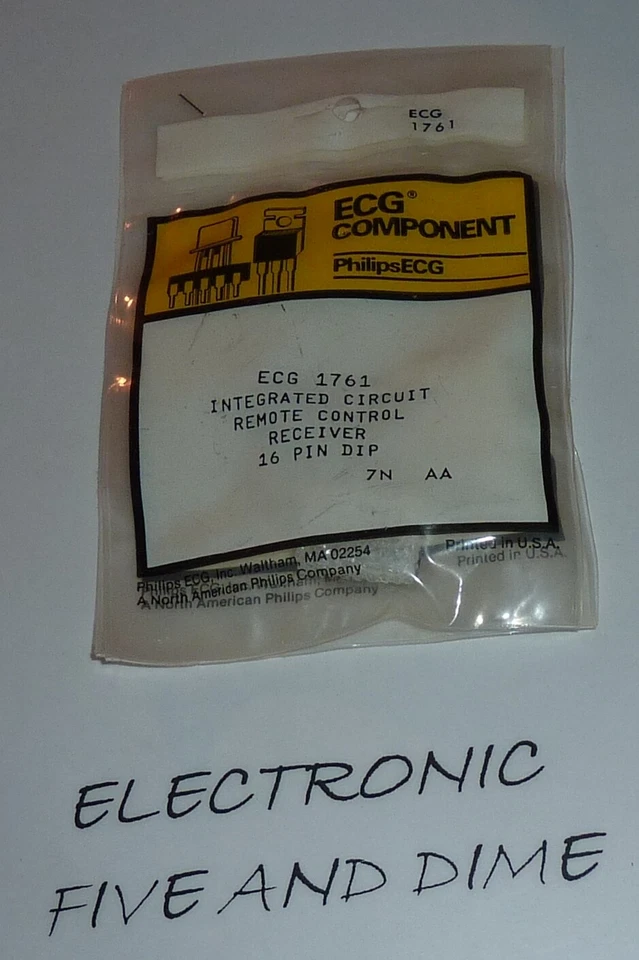 ECG
1761
ECG®
COMPONENT
PhilipsECG
ECG 1761
INTEGRATED CIRCUIT
REMOTE CONTROL
RECEIVER
16 PIN DIP
7N AA
Philips ECG, Inc. Waltham, MA 02254
A North American Philips Company
Printed in U.S.A.
ELECTRONIC
FIVE AND DIME